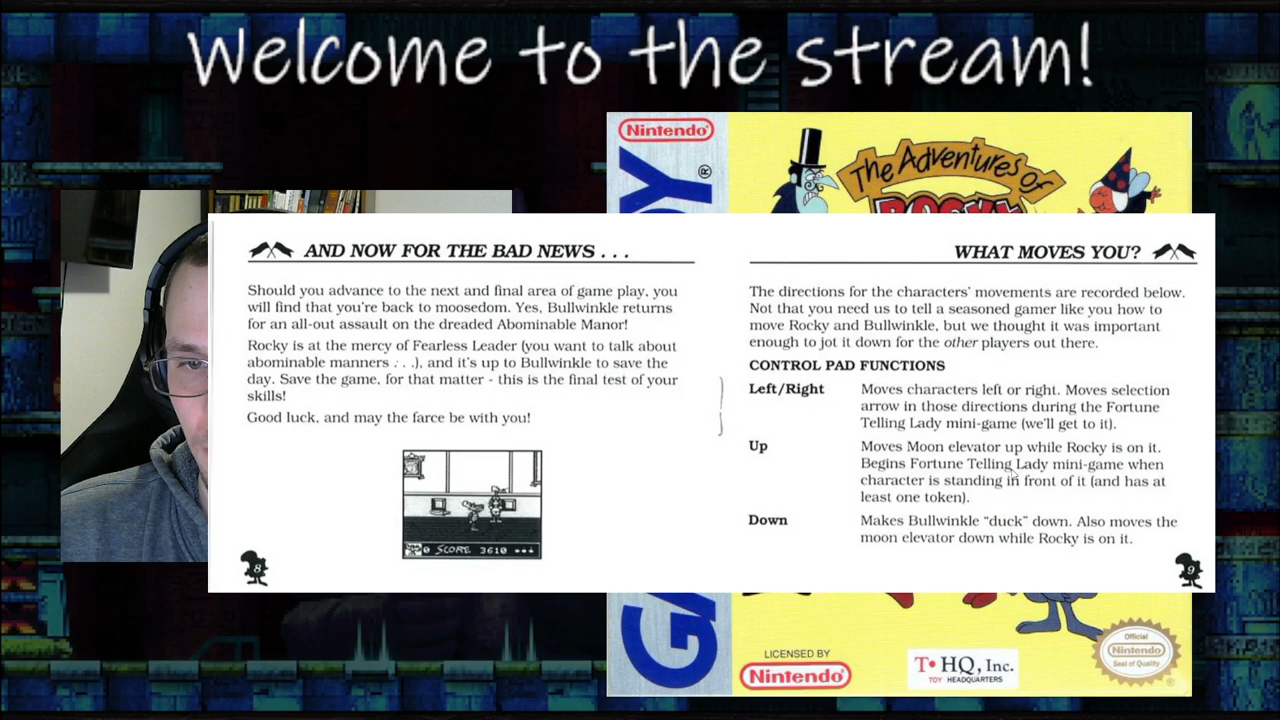 Welcome to the stream!
Nintendo
The Adventures of
AND NOW FOR THE BAD NEWS . . .
Should you advance to the next and final area of game play, you
will find that you're back to moosedom. Yes, Bullwinkle returns
for an all-out assault on the dreaded Abominable Manor!
Rocky is at the mercy of Fearless Leader (you want to talk about
abominable manners . . .), and it's up to Bullwinkle to save the
day. Save the game, for that matter - this is the final test of your
skills!
Good luck, and may the farce be with you!
0 SCORE 3610
8
WHAT MOVES YOU?
The directions for the characters' movements are recorded below.
Not that you need us to tell a seasoned gamer like you how to
move Rocky and Bullwinkle, but we thought it was important
enough to jot it down for the other players out there.
CONTROL PAD FUNCTIONS
Left/Right Moves characters left or right. Moves selection
arrow in those directions during the Fortune
Telling Lady mini-game (we'll get to it).
Up Moves Moon elevator up while Rocky is on it.
Begins Fortune Telling Lady mini-game when
character is standing in front of it (and has at
least one token).
Down Makes Bullwinkle "duck" down. Also moves the
moon elevator down while Rocky is on it.
9
LICENSED BY
Nintendo
T•HQ, Inc.
TOY HEADQUARTERS
Official
Nintendo
Seal of Quality